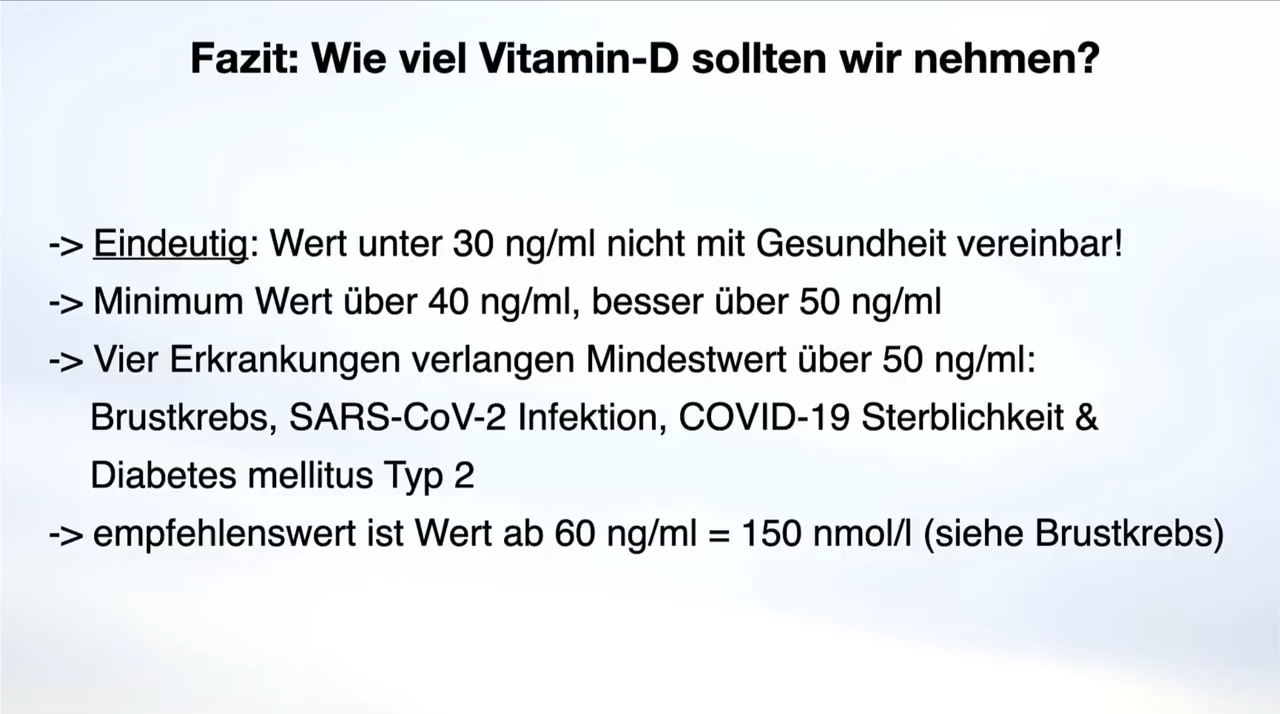 Fazit: Wie viel Vitamin-D sollten wir nehmen?
-> Eindeutig: Wert unter 30 ng/ml nicht mit Gesundheit vereinbar!
-> Minimum Wert über 40 ng/ml, besser über 50 ng/ml
-> Vier Erkrankungen verlangen Mindestwert über 50 ng/ml:
Brustkrebs, SARS-CoV-2 Infektion, COVID-19 Sterblichkeit &
Diabetes mellitus Typ 2
-> empfehlenswert ist Wert ab 60 ng/ml = 150 nmol/l (siehe Brustkrebs)